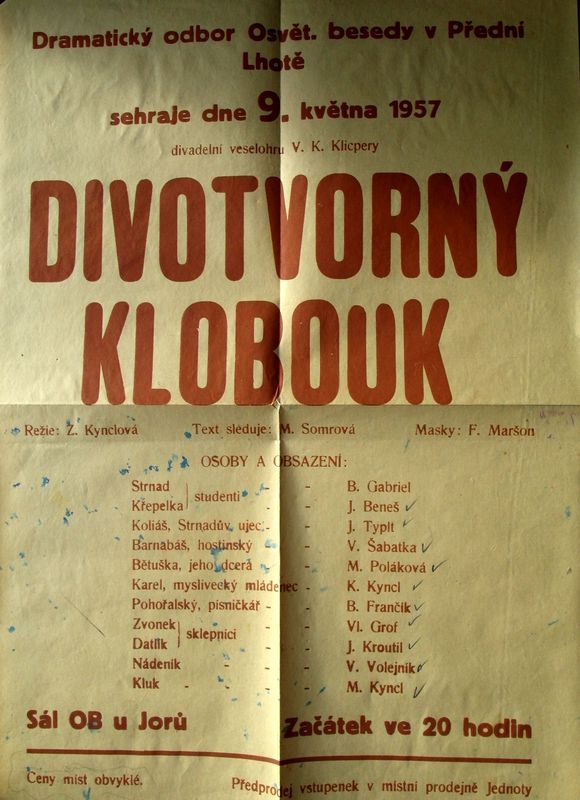 Dramatický odbor Osvět. besedy v Přední
Lhotě
sehraje dne 9. května 1957
divadelní veselohru V. K. Klicpery
DIVOTVORNÝ
KLOBOUK
Režie: Z. Kynclová Text sleduje: M. Somrová Masky: F. Maršon
OSOBY A OBSAZENÍ:
Strnad - - B. Gabriel
studenti
Křepelka - J. Beneš
Koliáš, Strnadův ujec - - J. Typlt
Barnabáš, hostinský - - V. Šabatka
Bětuška, jeho dcera - - M. Poláková
Karel, myslivecký mládenec - - K. Kyncl
Pohořalský, písničkář - - B. Frančík
Zvonek - Vl. Grof
sklepníci
Datlík - - J. Kroutil
Nádeník - - V. Volejník
Kluk - - M. Kyncl
Sál OB u Jorů Začátek ve 20 hodin
Ceny míst obvyklé. Předprodej vstupenek v místní prodejně Jednoty